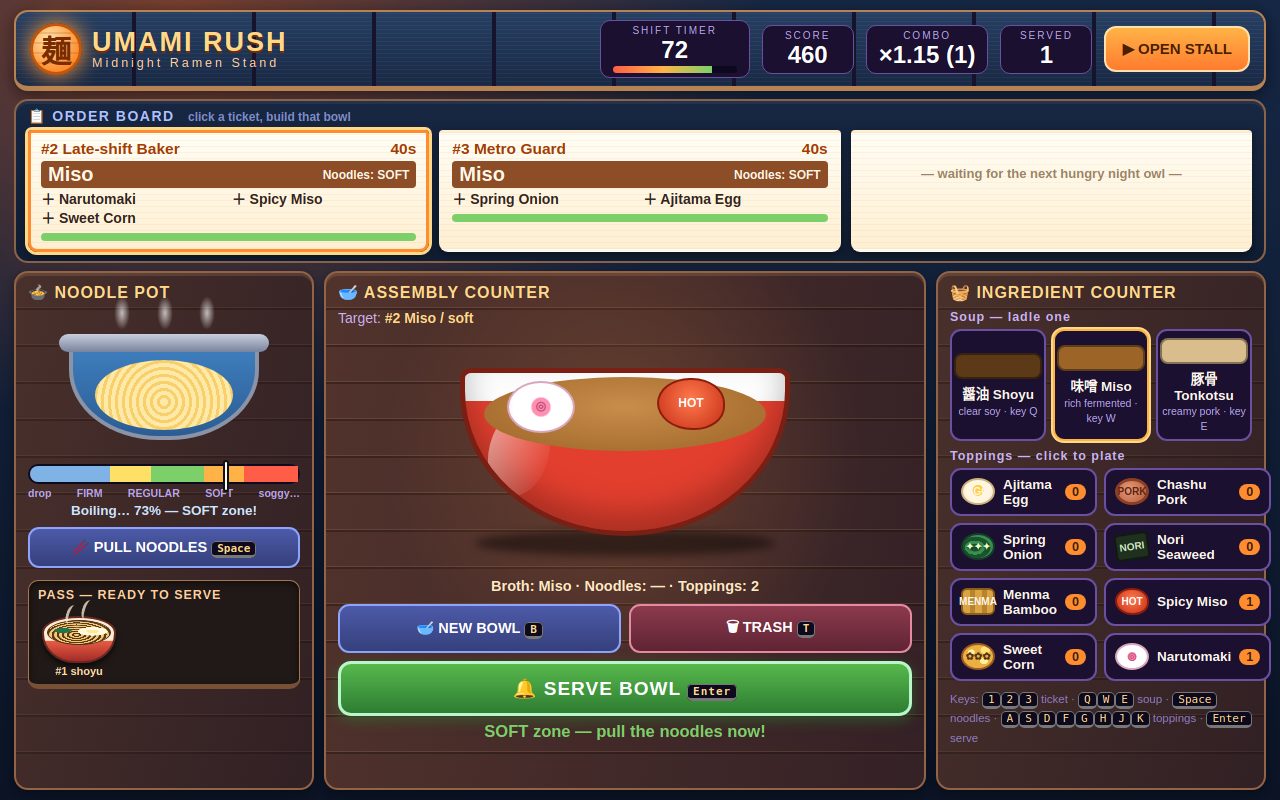 麺
UMAMI RUSH
Midnight Ramen Stand
SHIFT TIMER
72
SCORE
460
COMBO
×1.15 (1)
SERVED
1
▶ OPEN STALL
📋 ORDER BOARD click a ticket, build that bowl
#2 Late-shift Baker 40s
Miso Noodles: SOFT
＋ Narutomaki ＋ Spicy Miso
＋ Sweet Corn
#3 Metro Guard 40s
Miso Noodles: SOFT
＋ Spring Onion ＋ Ajitama Egg
— waiting for the next hungry night owl —
🍲 NOODLE POT
drop FIRM REGULAR SOFT soggy…
Boiling… 73% — SOFT zone!
🥢 PULL NOODLES Space
PASS — READY TO SERVE
#1 shoyu
🥣 ASSEMBLY COUNTER
Target: #2 Miso / soft
HOT
Broth: Miso · Noodles: — · Toppings: 2
🥣 NEW BOWL B
🗑 TRASH T
🔔 SERVE BOWL Enter
SOFT zone — pull the noodles now!
🧺 INGREDIENT COUNTER
Soup — ladle one
醤油 Shoyu
clear soy · key Q
味噌 Miso
rich fermented ·
key W
豚骨
Tonkotsu
creamy pork · key
E
Toppings — click to plate
Ajitama
Egg
0
PORK
Chashu
Pork
0
Spring
Onion
0
NORI
Nori
Seaweed
0
MENMA
Menma
Bamboo
0
HOT
Spicy Miso
1
Sweet
Corn
0
Narutomaki
1
Keys: 1 2 3 ticket · Q W E soup · Space
noodles · A S D F G H J K toppings · Enter
serve